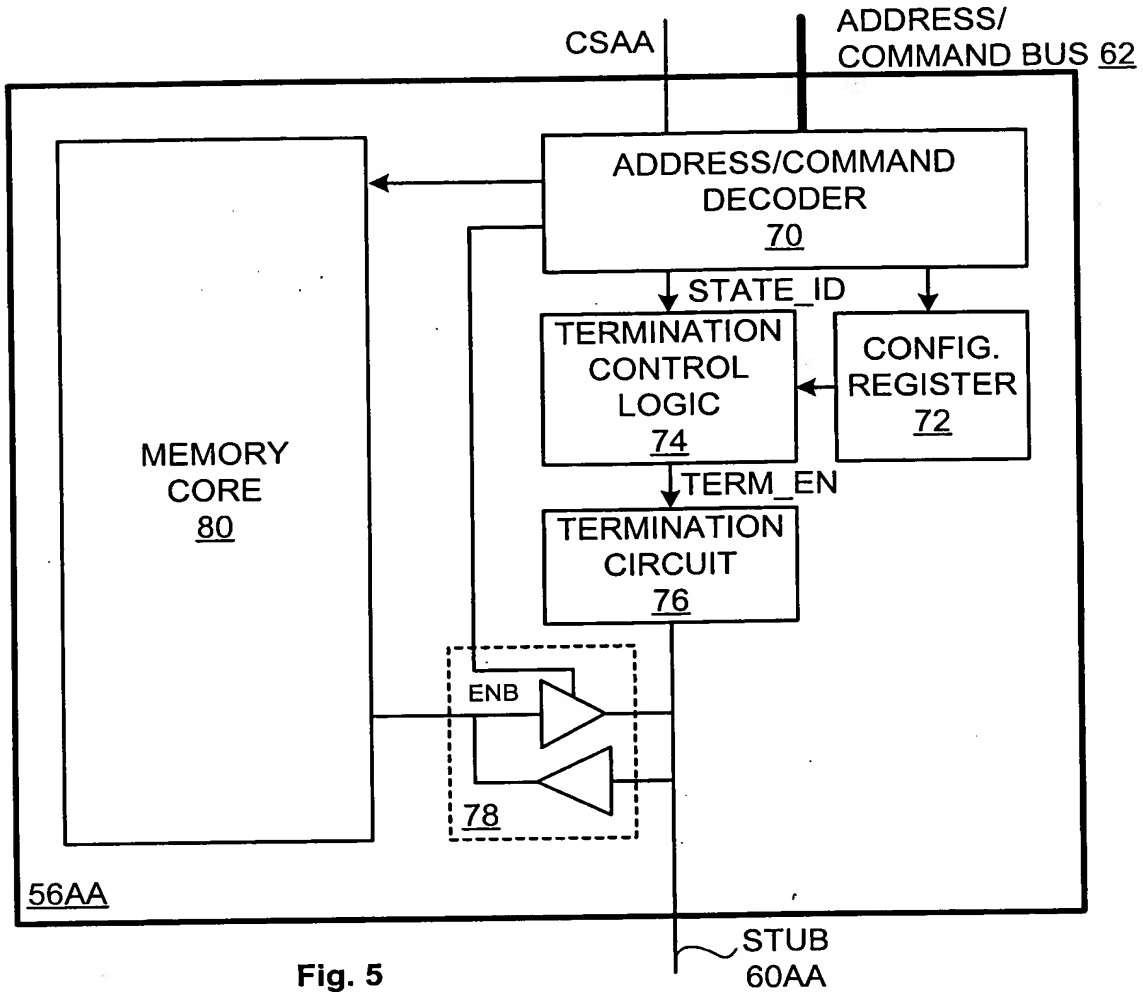 CSAA
ADDRESS/
COMMAND BUS 62
ADDRESS/COMMAND
DECODER
70
STATE_ID
TERMINATION
CONTROL
LOGIC
74
CONFIG.
REGISTER
72
MEMORY
CORE
80
TERM_EN
TERMINATION
CIRCUIT
76
ENB
78
56AA
STUB
60AA
Fig. 5